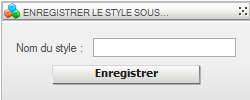 ENREGISTRER LE STYLE SOUS...
Nom du style :
Enregistrer